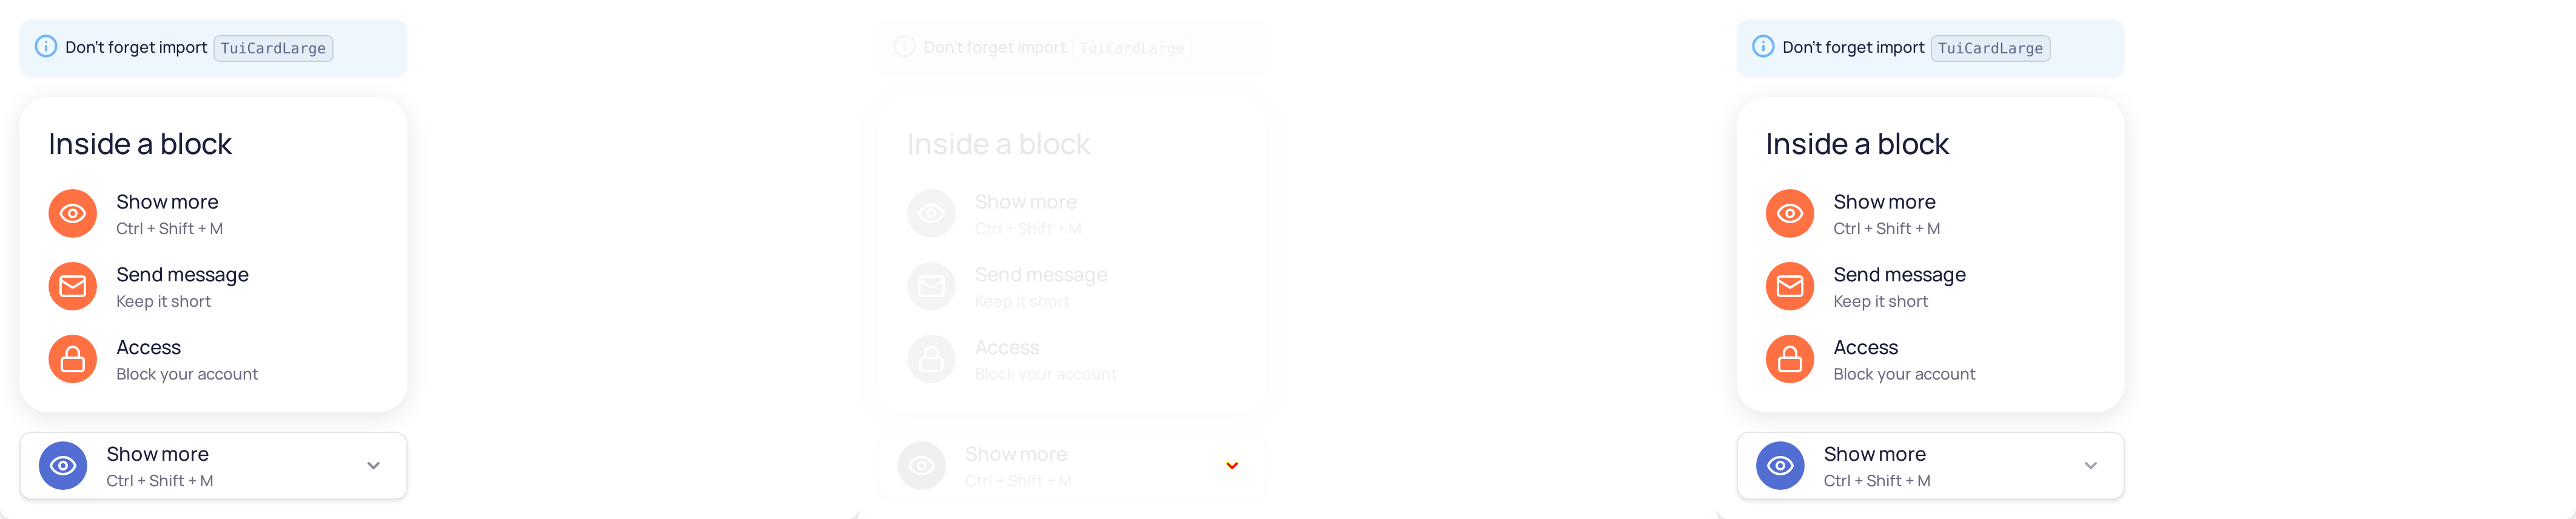 Don't forget import TuiCardLarge
Inside a block
Show more
Ctrl + Shift + M
Send message
Keep it short
Access
Block your account
Show more
Ctrl + Shift + M
Don't forget import TuiCardLarge
Inside a block
Show more
Ctrl + Shift + M
Send message
Keep it short
Access
Block your account
Show more
Ctrl + Shift + M
Don't forget import TuiCardLarge
Inside a block
Show more
Ctrl + Shift + M
Send message
Keep it short
Access
Block your account
Show more
Ctrl + Shift + M